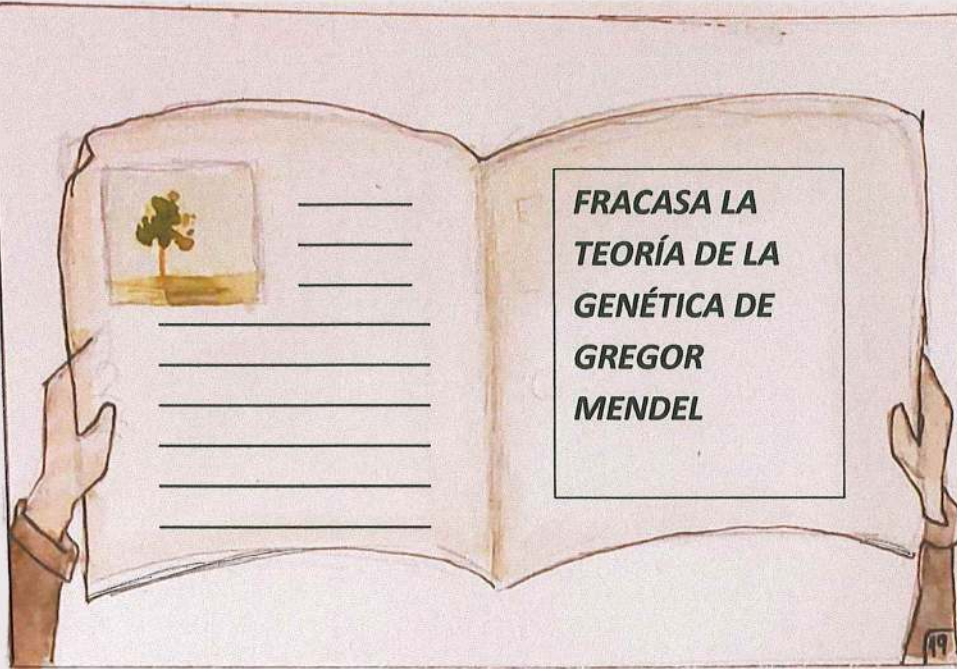 FRACASA LA
TEORÍA DE LA
GENÉTICA DE
GREGOR
MENDEL
19